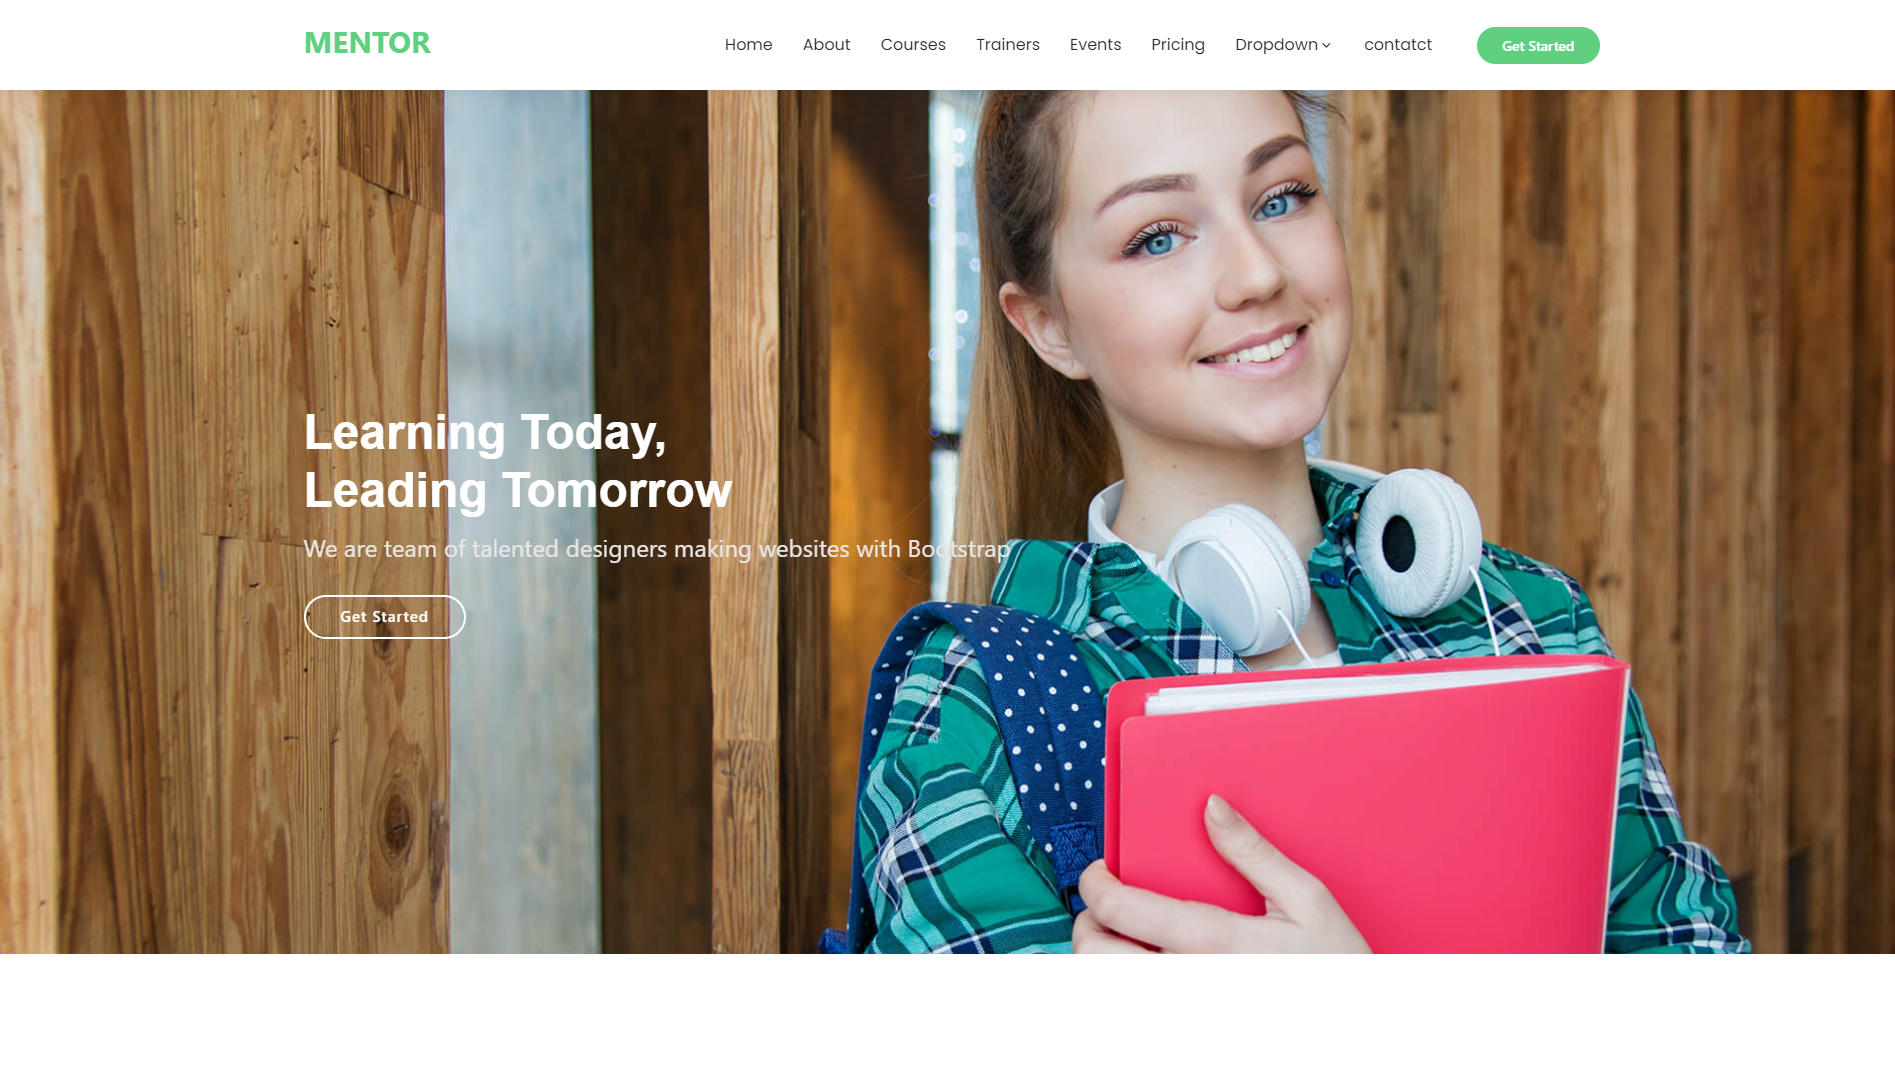 MENTOR
Home About Courses Trainers Events Pricing Dropdown contatct Get Started
Learning Today,
Leading Tomorrow
We are team of talented designers making websites with Bootstrap
Get Started